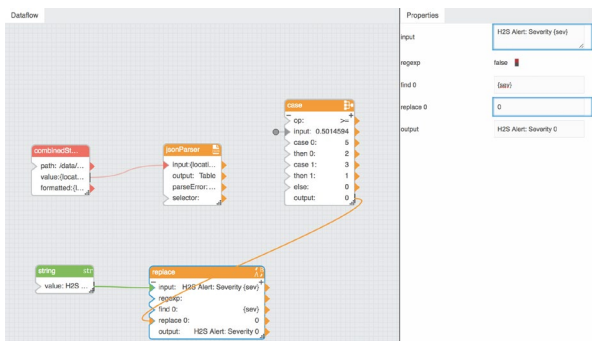 Dataflow
Properties
input
H2S Alert: Severity {sev}
regexp
false
find 0
{sev}
replace 0
0
output
H2S Alert: Severity 0
case
op: >=
input: 0.5014594
case 0: 5
then 0: 2
case 1: 3
then 1: 1
else: 0
output: 0
combinedSt...
path: /data/...
value:{locat...
formatted:{l...
jsonParser
input:{locati...
output: Table
parseError:...
selector:
string str
value: H2S ...
replace
input: H2S Alert: Severity {sev}
regexp:
find 0: {sev}
replace 0: 0
output: H2S Alert: Severity 0